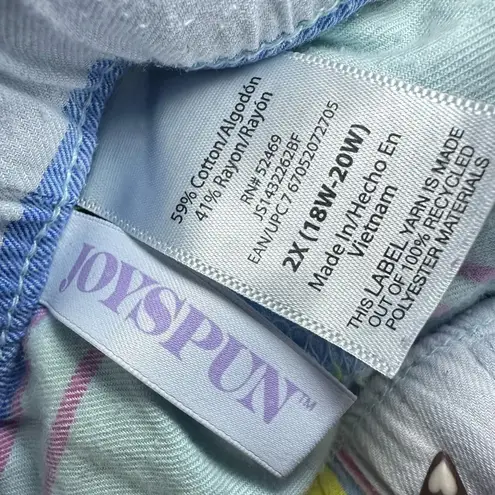 59% Cotton/Algodón
41% Rayon/Rayón
RN# 52469
JS1432262BF
EAN/UPC 7 67052072705
2X (18W-20W)
Made In/Hecho En
Vietnam
THIS LABEL YARN IS MADE
OUT OF 100% RECYCLED
POLYESTER MATERIALS
JOYSPUN™